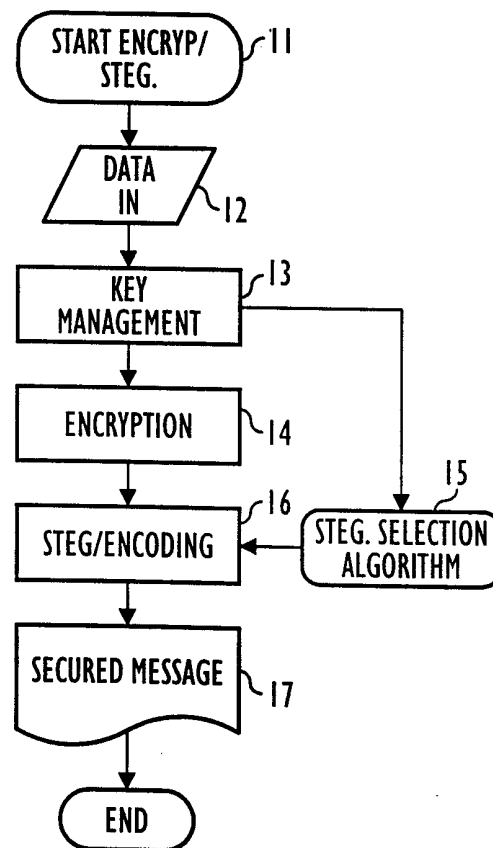 START ENCRYP/
STEG.
11
DATA
IN
12
KEY
MANAGEMENT
13
ENCRYPTION
14
STEG/ENCODING
16
STEG. SELECTION
ALGORITHM
15
SECURED MESSAGE
17
END